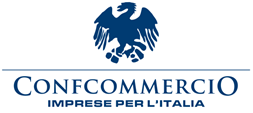 CONFCOMMERCIO
IMPRESE PER L'ITALIA